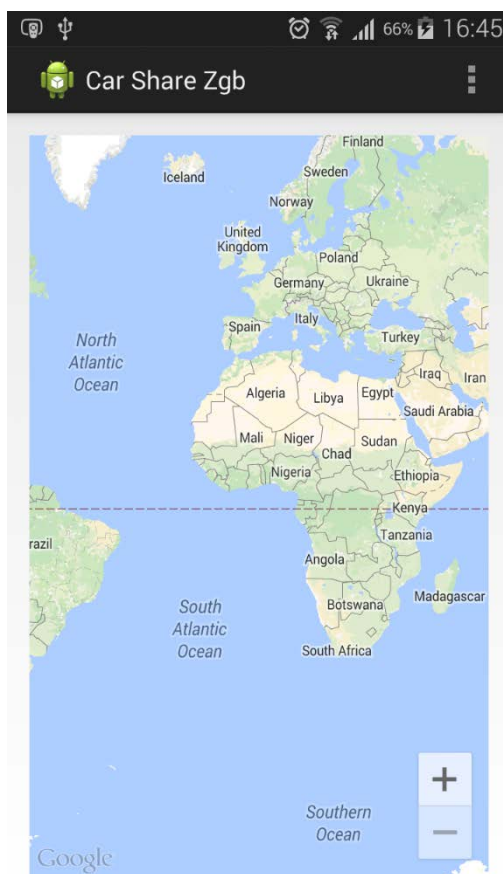 66% 16:45
Car Share Zgb
Finland
Iceland
Sweden
Norway
United
Kingdom
Poland
Germany
Ukraine
Italy
Spain
Turkey
North
Atlantic
Ocean
Iraq
Iran
Algeria
Libya
Egypt
Saudi Arabia
Mali
Niger
Sudan
Chad
Nigeria
Ethiopia
Kenya
razil
Tanzania
Angola
Madagascar
South
Atlantic
Ocean
Botswana
South Africa
+
−
Southern
Ocean
Google